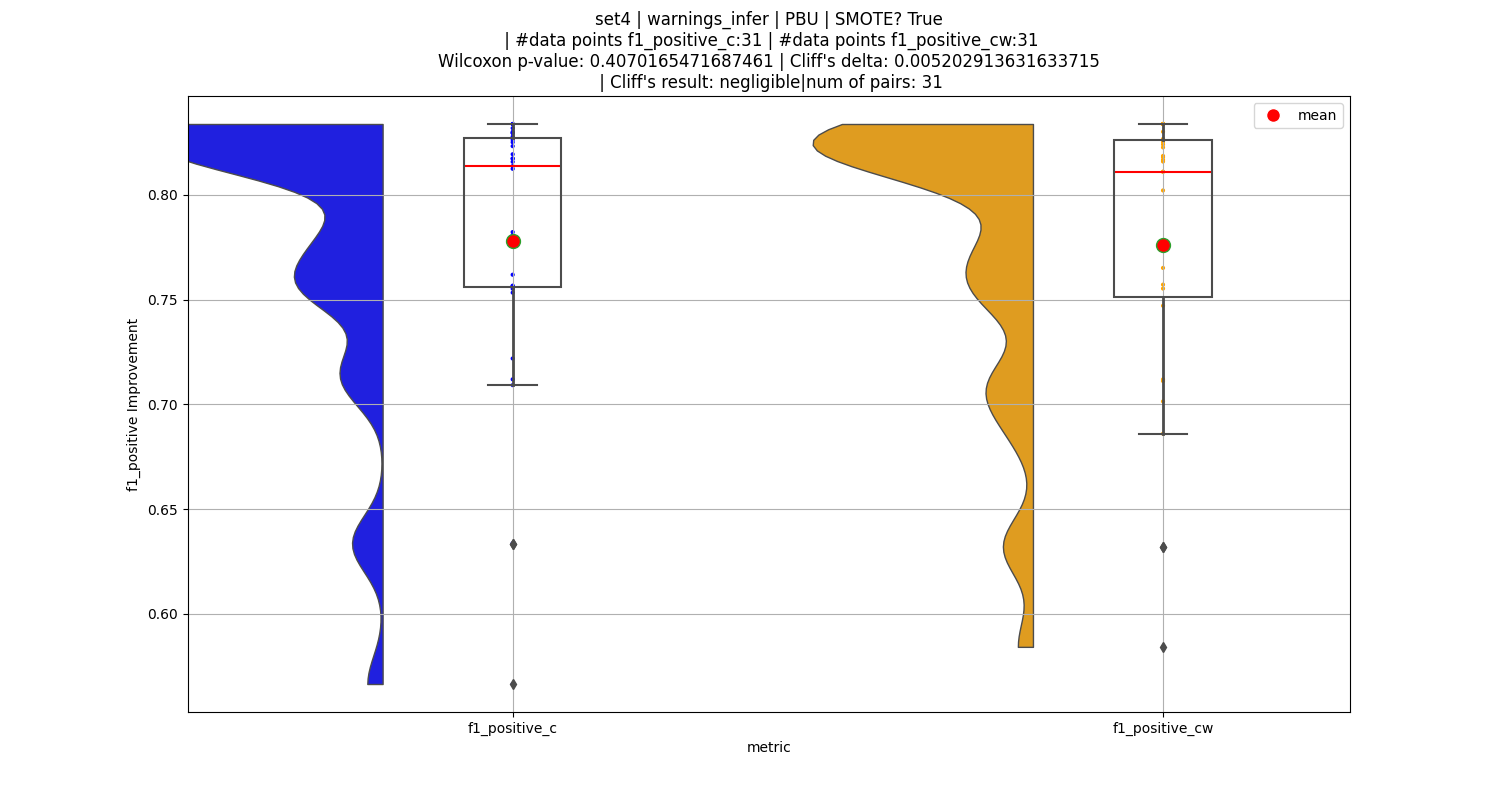 set4 | warnings_infer | PBU | SMOTE? True
| #data points f1_positive_c:31 | #data points f1_positive_cw:31
Wilcoxon p-value: 0.4070165471687461 | Cliff's delta: 0.005202913631633715
| Cliff's result: negligible|num of pairs: 31
mean
0.80
0.75
0.70
0.65
0.60
f1_positive Improvement
f1_positive_c
f1_positive_cw
metric